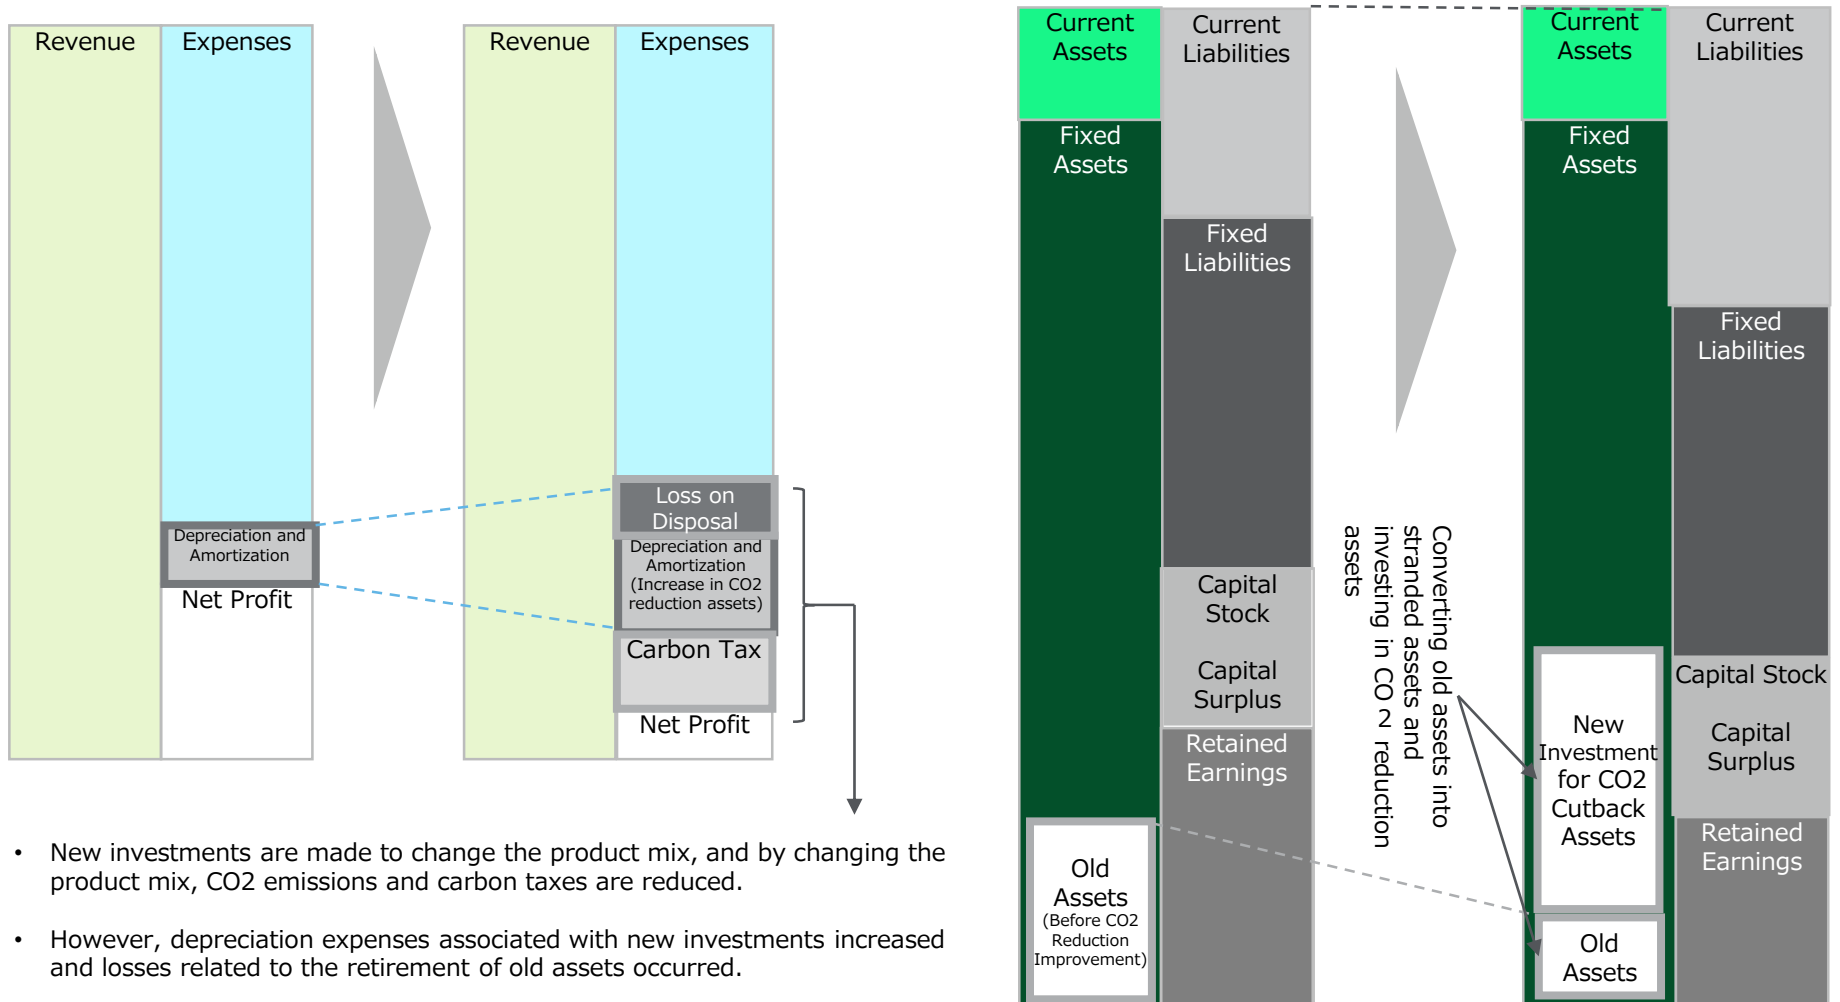 Revenue
Expenses
Depreciation and
Amortization
Net Profit
Revenue
Expenses
Loss on
Disposal
Depreciation and
Amortization
(Increase in CO2
reduction assets)
Carbon Tax
Net Profit
• New investments are made to change the product mix, and by changing the
product mix, CO2 emissions and carbon taxes are reduced.
• However, depreciation expenses associated with new investments increased
and losses related to the retirement of old assets occurred.
Current
Assets
Fixed
Assets
Old
Assets
(Before CO2
Reduction
Improvement)
Current
Liabilities
Fixed
Liabilities
Capital
Stock
Capital
Surplus
Retained
Earnings
Converting old assets into
stranded assets and
investing in CO２ reduction
assets
Current
Assets
Fixed
Assets
New
Investment
for CO2
Cutback
Assets
Old
Assets
Current
Liabilities
Fixed
Liabilities
Capital Stock
Capital
Surplus
Retained
Earnings